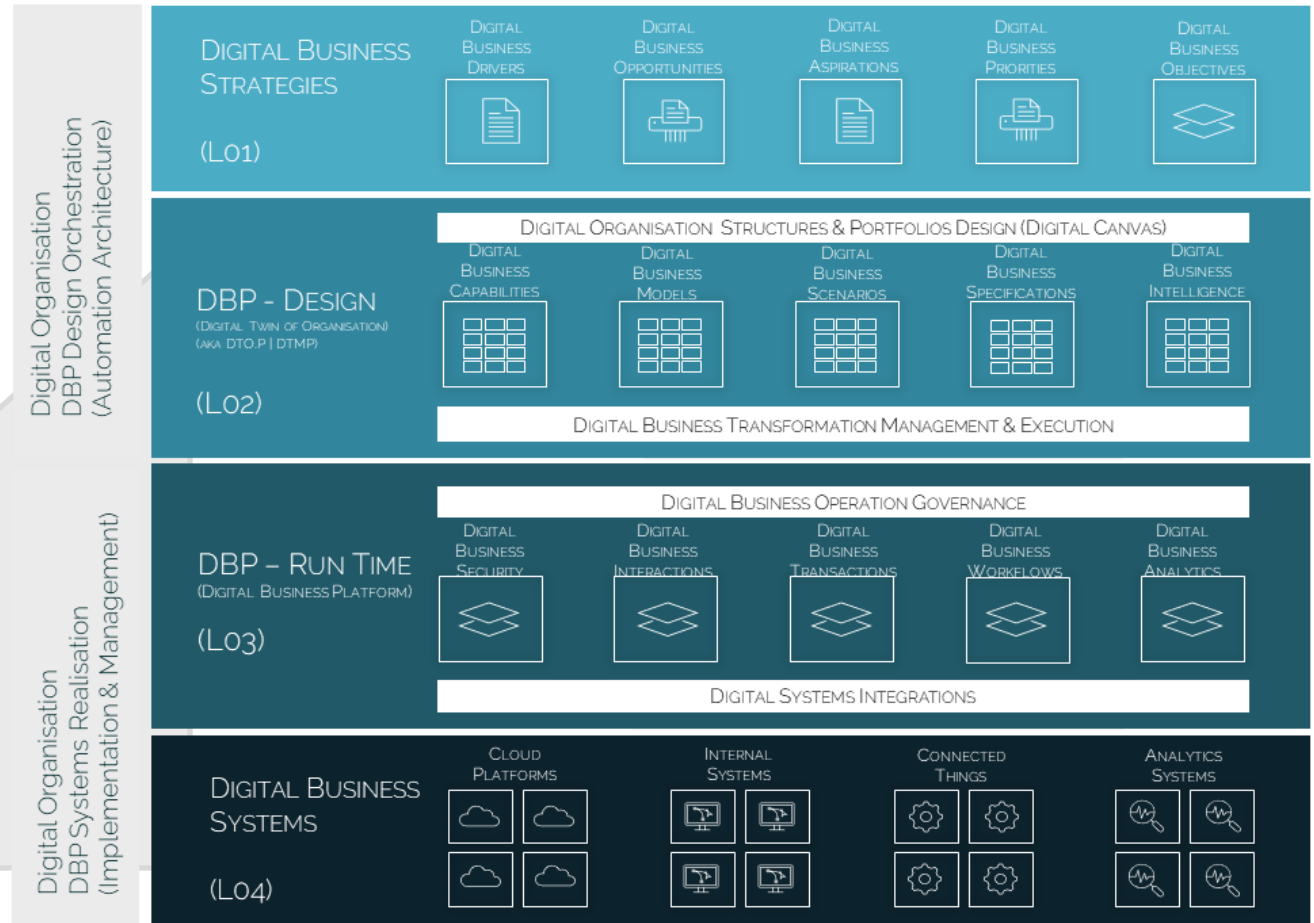 Digital Organisation
DBP Design Orchestration
(Automation Architecture)
DIGITAL BUSINESS
STRATEGIES
(L01)
DIGITAL
BUSINESS
DRIVERS
DIGITAL
BUSINESS
OPPORTUNITIES
DIGITAL
BUSINESS
ASPIRATIONS
DIGITAL
BUSINESS
PRIORITIES
DIGITAL
BUSINESS
OBJECTIVES
DBP - DESIGN
(DIGITAL TWIN OF ORGANISATION)
(AKA DTO.P | DTMP)
(L02)
DIGITAL ORGANISATION STRUCTURES & PORTFOLIOS DESIGN (DIGITAL CANVAS)
DIGITAL
BUSINESS
CAPABILITIES
DIGITAL
BUSINESS
MODELS
DIGITAL
BUSINESS
SCENARIOS
DIGITAL
BUSINESS
SPECIFICATIONS
DIGITAL
BUSINESS
INTELLIGENCE
DIGITAL BUSINESS TRANSFORMATION MANAGEMENT & EXECUTION
Digital Organisation
DBP Systems Realisation
(Implementation & Management)
DBP – RUN TIME
(DIGITAL BUSINESS PLATFORM)
(L03)
DIGITAL BUSINESS OPERATION GOVERNANCE
DIGITAL
BUSINESS
SECURITY
DIGITAL
BUSINESS
INTERACTIONS
DIGITAL
BUSINESS
TRANSACTIONS
DIGITAL
BUSINESS
WORKFLOWS
DIGITAL
BUSINESS
ANALYTICS
DIGITAL SYSTEMS INTEGRATIONS
DIGITAL BUSINESS
SYSTEMS
(L04)
CLOUD
PLATFORMS
INTERNAL
SYSTEMS
CONNECTED
THINGS
ANALYTICS
SYSTEMS